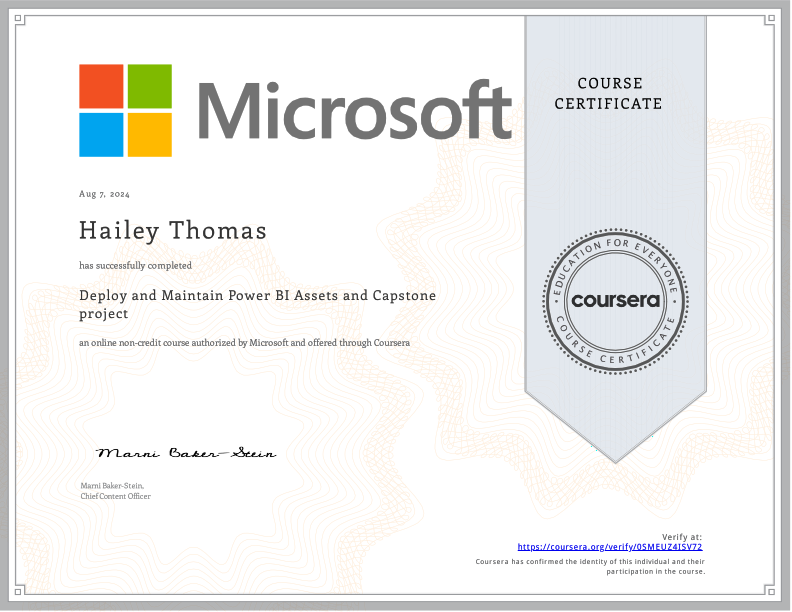 Microsoft
COURSE
CERTIFICATE
Aug 7, 2024
Hailey Thomas
has successfully completed
Deploy and Maintain Power BI Assets and Capstone
project
an online non-credit course authorized by Microsoft and offered through Coursera
EDUCATION FOR EVERYONE
coursera
COURSE CERTIFICATE
Marni Baker-Stein
Marni Baker-Stein,
Chief Content Officer
Verify at:
https://coursera.org/verify/0SMEUZ4ISV72
Coursera has confirmed the identity of this individual and their
participation in the course.